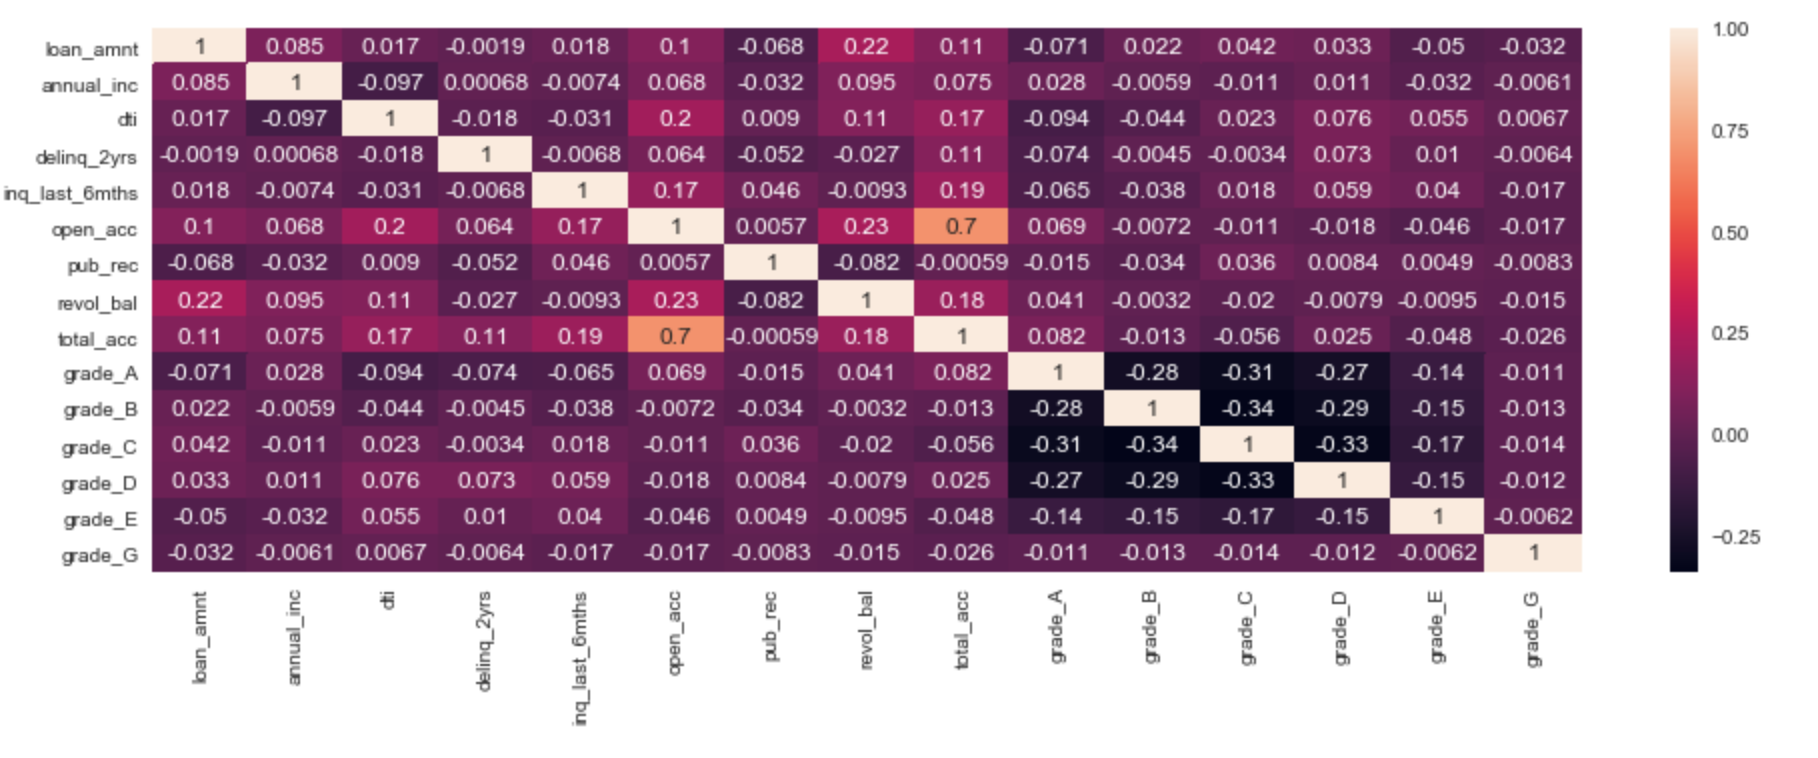 loan_amnt 1 0.085 0.017 -0.0019 0.018 0.1 -0.068 0.22 0.11 -0.071 0.022 0.042 0.033 -0.05 -0.032
annual_inc 0.085 1 -0.097 0.00068 -0.0074 0.068 -0.032 0.095 0.075 0.028 -0.0059 -0.011 0.011 -0.032 -0.0061
dti 0.017 -0.097 1 -0.018 -0.031 0.2 0.009 0.11 0.17 -0.094 -0.044 0.023 0.076 0.055 0.0067
delinq_2yrs -0.0019 0.00068 -0.018 1 -0.0068 0.064 -0.052 -0.027 0.11 -0.074 -0.0045 -0.0034 0.073 0.01 -0.0064
inq_last_6mths 0.018 -0.0074 -0.031 -0.0068 1 0.17 0.046 -0.0093 0.19 -0.065 -0.038 0.018 0.059 0.04 -0.017
open_acc 0.1 0.068 0.2 0.064 0.17 1 0.0057 0.23 0.7 0.069 -0.0072 -0.011 -0.018 -0.046 -0.017
pub_rec -0.068 -0.032 0.009 -0.052 0.046 0.0057 1 -0.082 -0.00059 -0.015 -0.034 0.036 0.0084 0.0049 -0.0083
revol_bal 0.22 0.095 0.11 -0.027 -0.0093 0.23 -0.082 1 0.18 0.041 -0.0032 -0.02 -0.0079 -0.0095 -0.015
total_acc 0.11 0.075 0.17 0.11 0.19 0.7 -0.00059 0.18 1 0.082 -0.013 -0.056 0.025 -0.048 -0.026
grade_A -0.071 0.028 -0.094 -0.074 -0.065 0.069 -0.015 0.041 0.082 1 -0.28 -0.31 -0.27 -0.14 -0.011
grade_B 0.022 -0.0059 -0.044 -0.0045 -0.038 -0.0072 -0.034 -0.0032 -0.013 -0.28 1 -0.34 -0.29 -0.15 -0.013
grade_C 0.042 -0.011 0.023 -0.0034 0.018 -0.011 0.036 -0.02 -0.056 -0.31 -0.34 1 -0.33 -0.17 -0.014
grade_D 0.033 0.011 0.076 0.073 0.059 -0.018 0.0084 -0.0079 0.025 -0.27 -0.29 -0.33 1 -0.15 -0.012
grade_E -0.05 -0.032 0.055 0.01 0.04 -0.046 0.0049 -0.0095 -0.048 -0.14 -0.15 -0.17 -0.15 1 -0.0062
grade_G -0.032 -0.0061 0.0067 -0.0064 -0.017 -0.017 -0.0083 -0.015 -0.026 -0.011 -0.013 -0.014 -0.012 -0.0062 1
loan_amnt
annual_inc
dti
delinq_2yrs
inq_last_6mths
open_acc
pub_rec
revol_bal
total_acc
grade_A
grade_B
grade_C
grade_D
grade_E
grade_G
1.00
0.75
0.50
0.25
0.00
−0.25